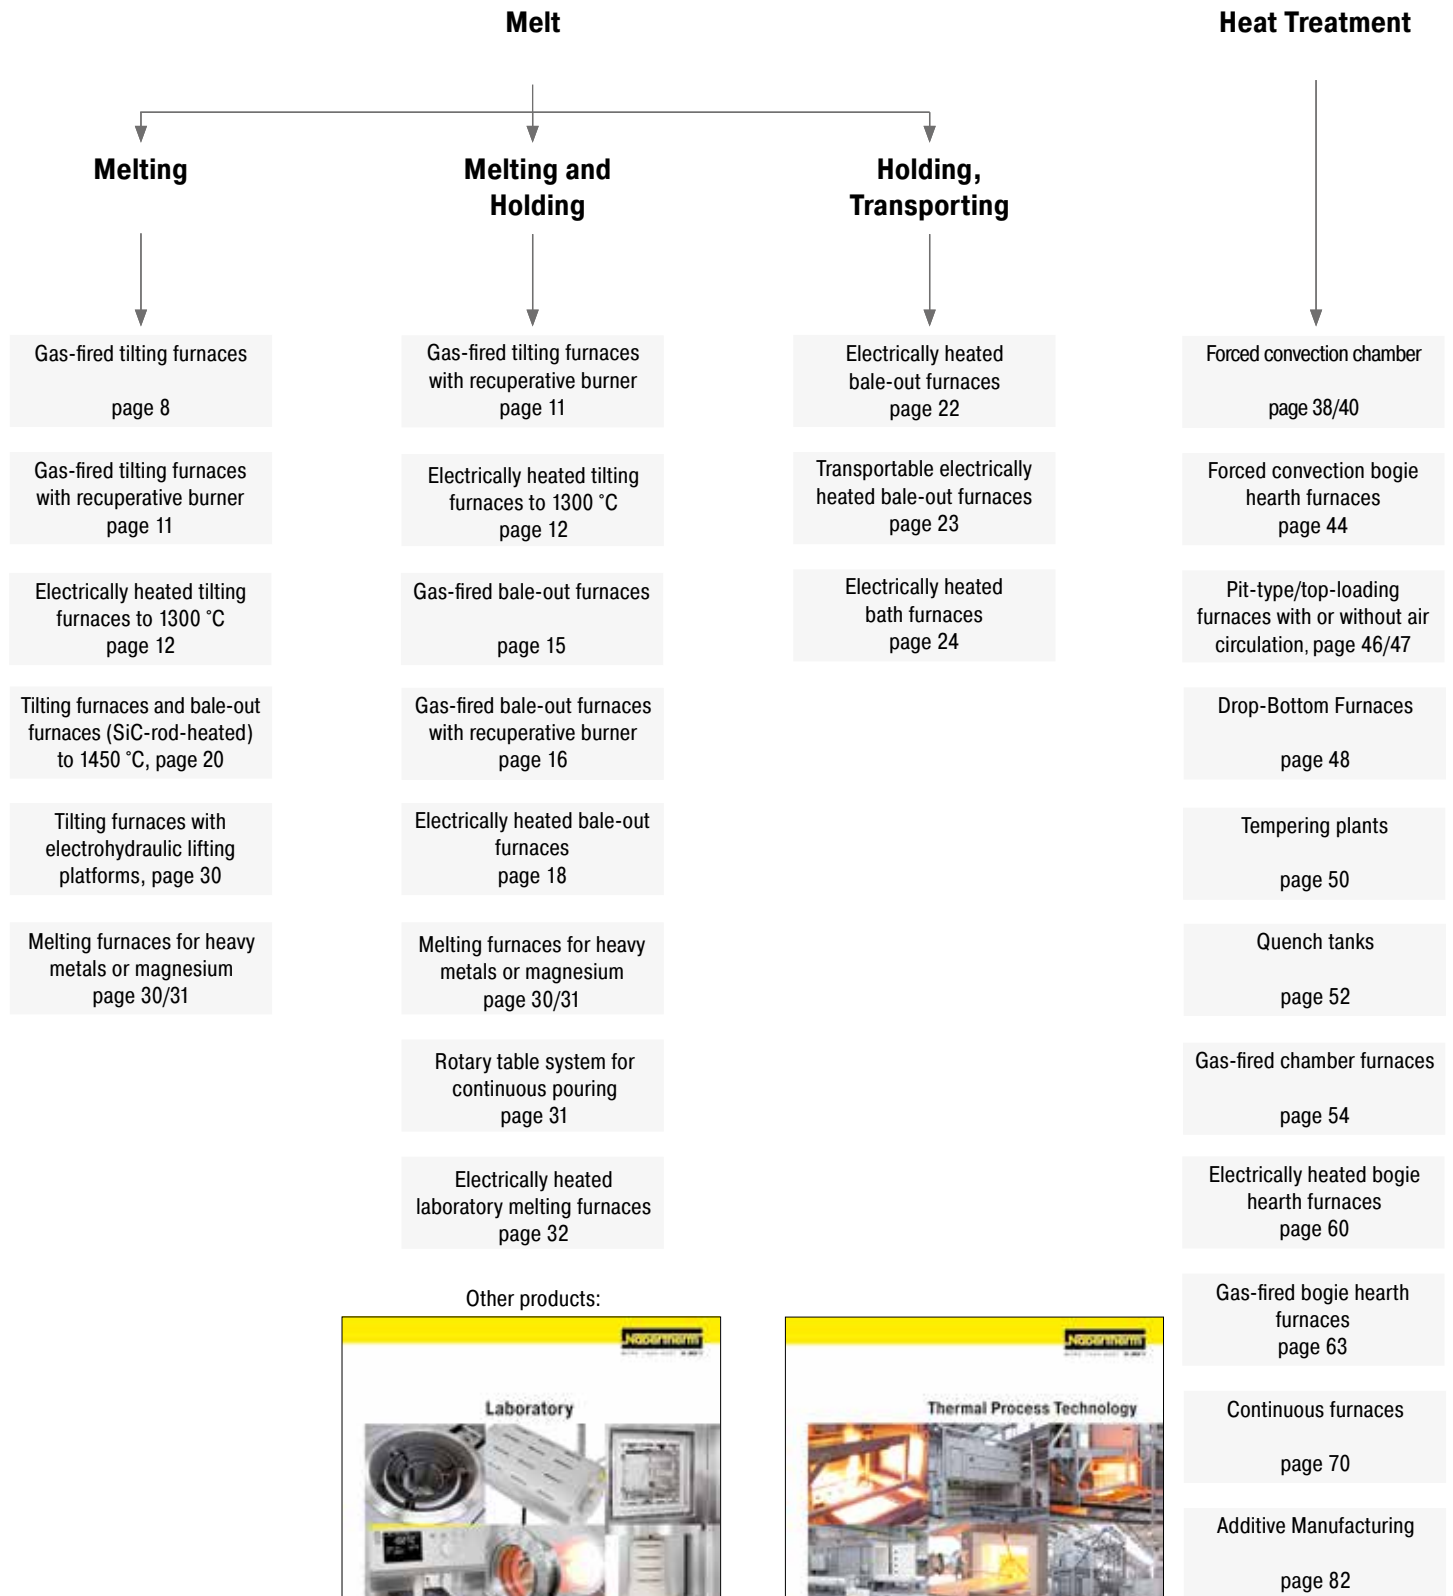 Melt
Heat Treatment
Melting
Melting and
Holding
Holding,
Transporting
Gas-fired tilting furnaces
page 8
Gas-fired tilting furnaces
with recuperative burner
page 11
Electrically heated tilting
furnaces to 1300 °C
page 12
Tilting furnaces and bale-out
furnaces (SiC-rod-heated)
to 1450 °C, page 20
Tilting furnaces with
electrohydraulic lifting
platforms, page 30
Melting furnaces for heavy
metals or magnesium
page 30/31
Gas-fired tilting furnaces
with recuperative burner
page 11
Electrically heated tilting
furnaces to 1300 °C
page 12
Gas-fired bale-out furnaces
page 15
Gas-fired bale-out furnaces
with recuperative burner
page 16
Electrically heated bale-out
furnaces
page 18
Melting furnaces for heavy
metals or magnesium
page 30/31
Rotary table system for
continuous pouring
page 31
Electrically heated
laboratory melting furnaces
page 32
Electrically heated
bale-out furnaces
page 22
Transportable electrically
heated bale-out furnaces
page 23
Electrically heated
bath furnaces
page 24
Forced convection chamber
page 38/40
Forced convection bogie
hearth furnaces
page 44
Pit-type/top-loading
furnaces with or without air
circulation, page 46/47
Drop-Bottom Furnaces
page 48
Tempering plants
page 50
Quench tanks
page 52
Gas-fired chamber furnaces
page 54
Electrically heated bogie
hearth furnaces
page 60
Gas-fired bogie hearth
furnaces
page 63
Continuous furnaces
page 70
Additive Manufacturing
page 82
Other products:
Nabertherm
Laboratory
Nabertherm
Thermal Process Technology